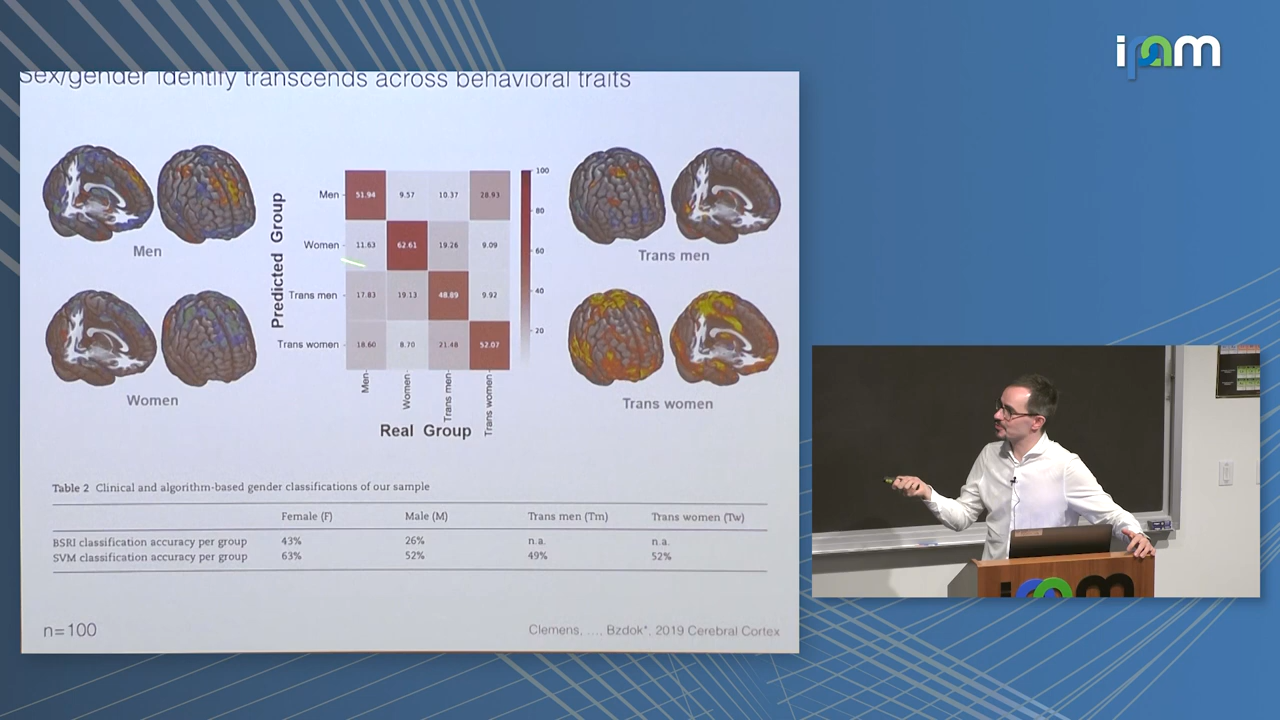 ipam
Sex/gender identify transcends across behavioral traits
Men
Women
Predicted Group
Men
Women
Trans men
Trans women
51.94 9.57 10.37 28.93
11.63 62.61 19.26 9.09
17.83 19.13 48.89 9.92
18.60 8.70 21.48 52.07
Men
Women
Trans men
Trans women
Real Group
100
80
60
40
20
Trans men
Trans women
Table 2 Clinical and algorithm-based gender classifications of our sample
Female (F) Male (M) Trans men (Tm) Trans women (Tw)
BSRI classification accuracy per group 43% 26% n.a. n.a.
SVM classification accuracy per group 63% 52% 49% 52%
n=100
Clemens, …, Bzdok*, 2019 Cerebral Cortex
ipam